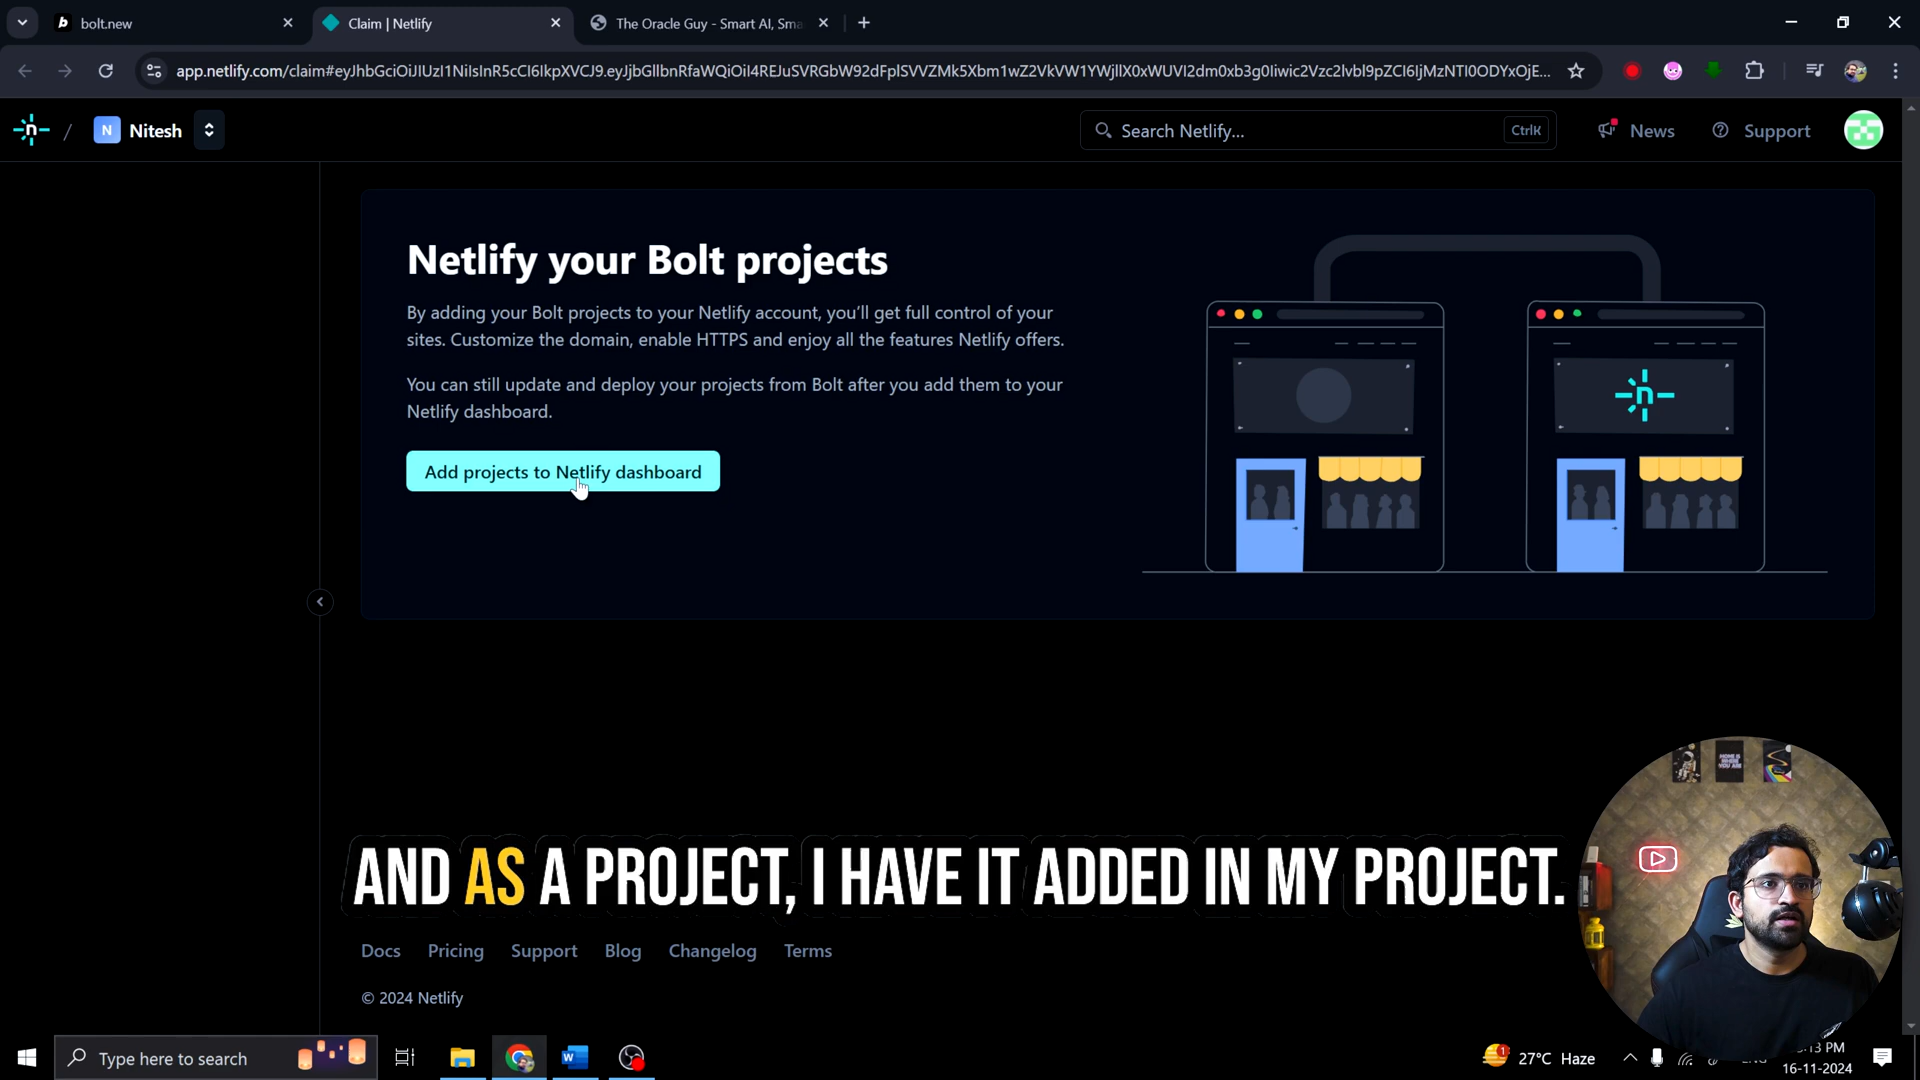 bolt.new
Claim | Netlify
The Oracle Guy - Smart AI, Sma
app.netlify.com/claim#eyJhbGciOiJIUzI1NiIsInR5cCI6IkpXVCJ9.eyJjbGllbnRfaWQiOiI4REJuSVRGbW92dFplSVVZMk5Xbm1wZ2VkVW1YWjllX0xWUVI2dm0xb3g0Iiwic2Vzc2lvbl9pZCI6IjMzNTI0ODYxOjE...
n / N Nitesh
Search Netlify...
Ctrl K
News
Support
Netlify your Bolt projects
By adding your Bolt projects to your Netlify account, you'll get full control of your
sites. Customize the domain, enable HTTPS and enjoy all the features Netlify offers.
You can still update and deploy your projects from Bolt after you add them to your
Netlify dashboard.
Add projects to Netlify dashboard
AND AS A PROJECT, I HAVE IT ADDED IN MY PROJECT.
Docs Pricing Support Blog Changelog Terms
© 2024 Netlify
Type here to search
27°C Haze
PM
16-11-2024